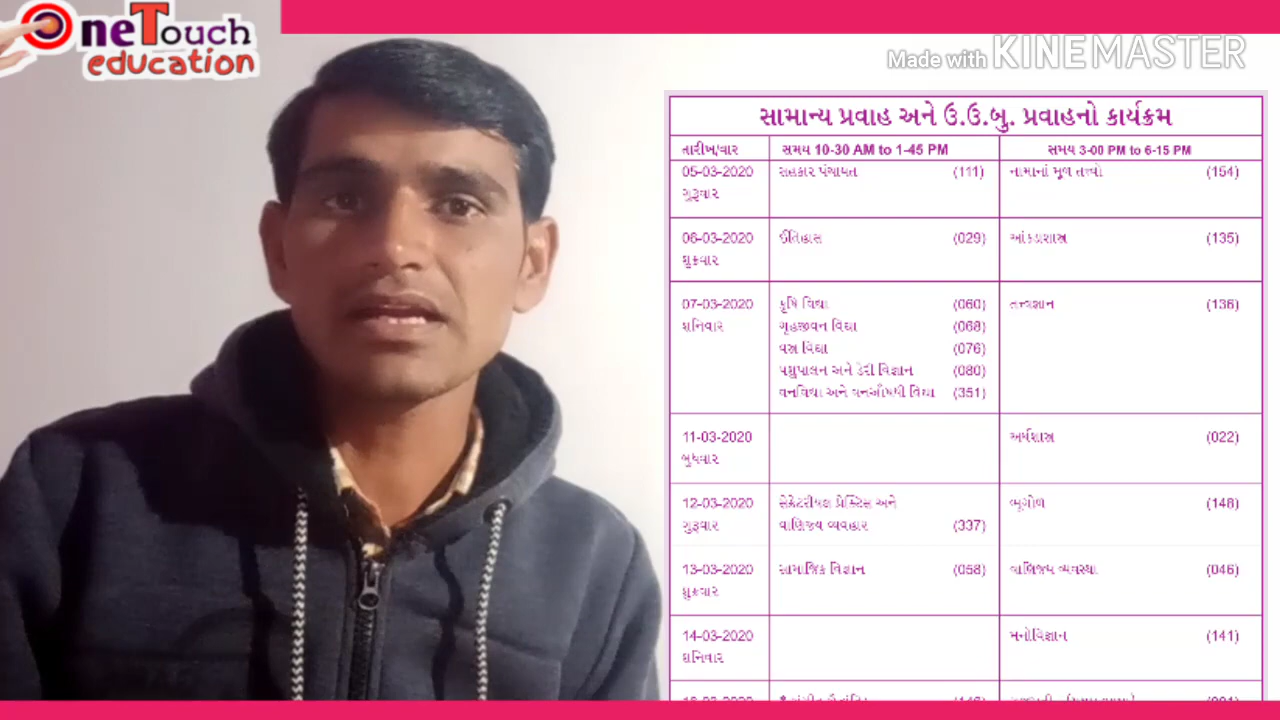 OneTouch
education
Made with KINEMASTER
સામાન્ય પ્રવાહ અને ઉ.ઉ.બુ. પ્રવાહનો કાર્યક્રમ
તારીખ/વાર સમય 10-30 AM to 1-45 PM સમય 3-00 PM to 6-15 PM
05-03-2020 સહકાર પંચાયત (111) નામાનાં મૂળ તત્ત્વો (154)
ગુરૂવાર
06-03-2020 ઈતિહાસ (029) આંકડાશાસ્ત્ર (135)
શુક્રવાર
07-03-2020 કૃષિ વિદ્યા (060) તત્ત્વજ્ઞાન (136)
શનિવાર ગૃહજીવન વિદ્યા (068)
વસ્ત્ર વિદ્યા (076)
પશુપાલન અને ડેરી વિજ્ઞાન (080)
વનવિદ્યા અને વનઔષધી વિદ્યા (351)
11-03-2020 અર્થશાસ્ત્ર (022)
બુધવાર
12-03-2020 સેક્રેટરીયલ પ્રેક્ટિસ અને ભૂગોળ (148)
ગુરૂવાર વાણિજ્ય વ્યવહાર (337)
13-03-2020 સામાજિક વિજ્ઞાન (058) વાણિજ્ય વ્યવસ્થા (046)
શુક્રવાર
14-03-2020 મનોવિજ્ઞાન (141)
શનિવાર